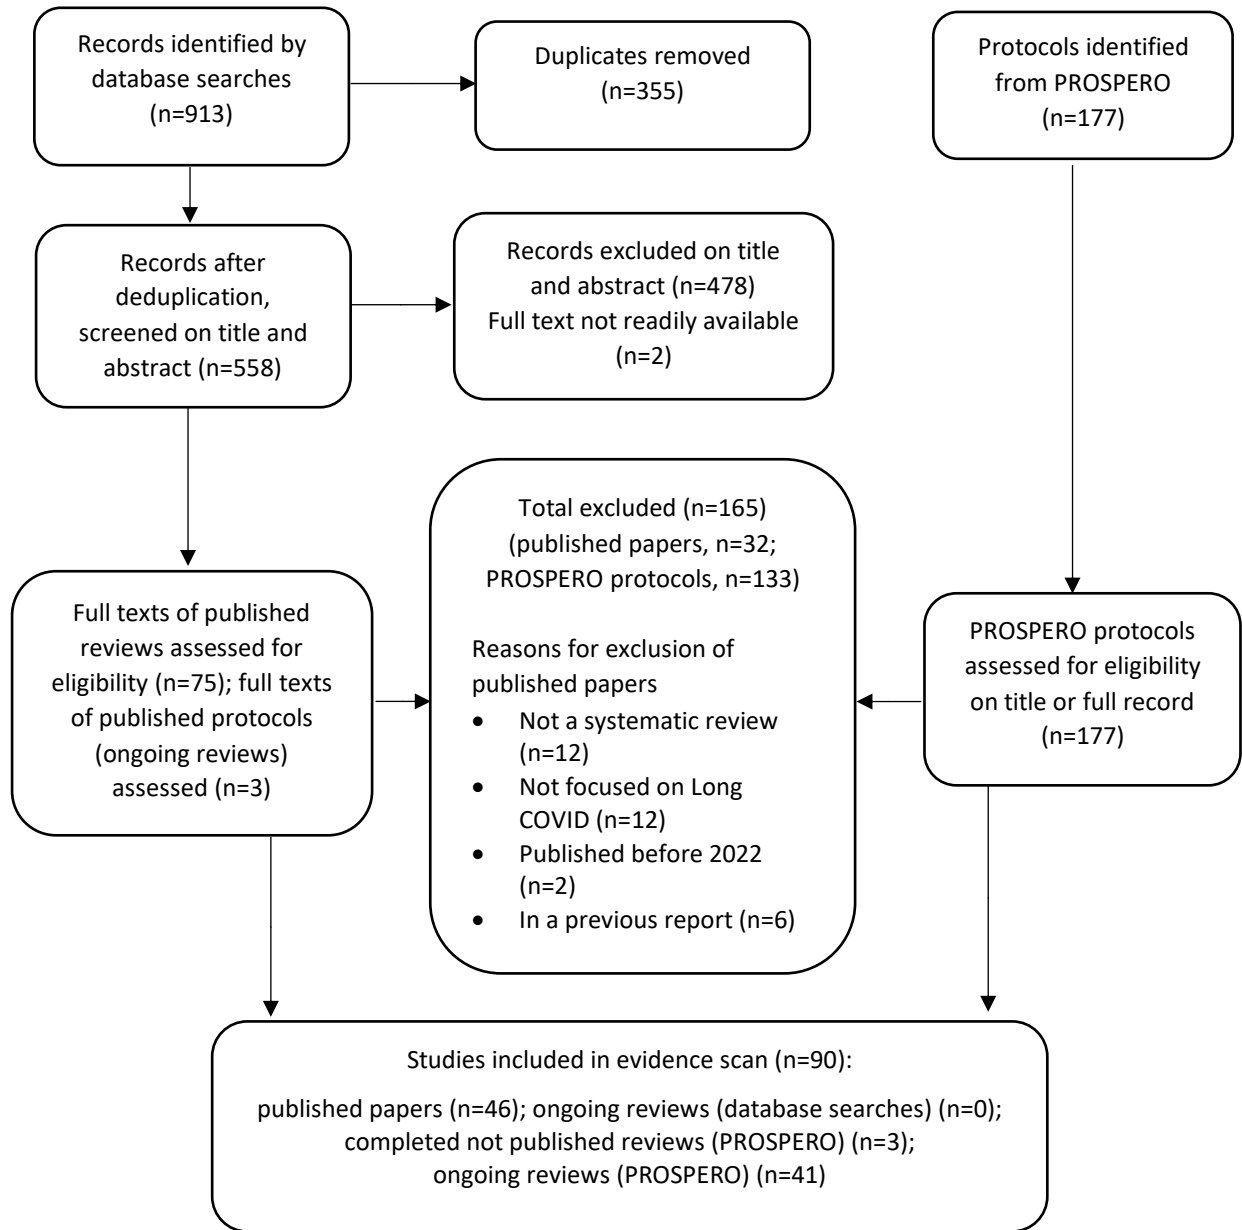 Records identified by
database searches
(n=913)
Duplicates removed
(n=355)
Protocols identified
from PROSPERO
(n=177)
Records after
deduplication,
screened on title and
abstract (n=558)
Records excluded on title
and abstract (n=478)
Full text not readily available
(n=2)
Full texts of published
reviews assessed for
eligibility (n=75); full texts
of published protocols
(ongoing reviews)
assessed (n=3)
Total excluded (n=165)
(published papers, n=32;
PROSPERO protocols, n=133)
Reasons for exclusion of
published papers
• Not a systematic review
(n=12)
• Not focused on Long
COVID (n=12)
• Published before 2022
(n=2)
• In a previous report (n=6)
PROSPERO protocols
assessed for eligibility
on title or full record
(n=177)
Studies included in evidence scan (n=90):
published papers (n=46); ongoing reviews (database searches) (n=0);
completed not published reviews (PROSPERO) (n=3);
ongoing reviews (PROSPERO) (n=41)